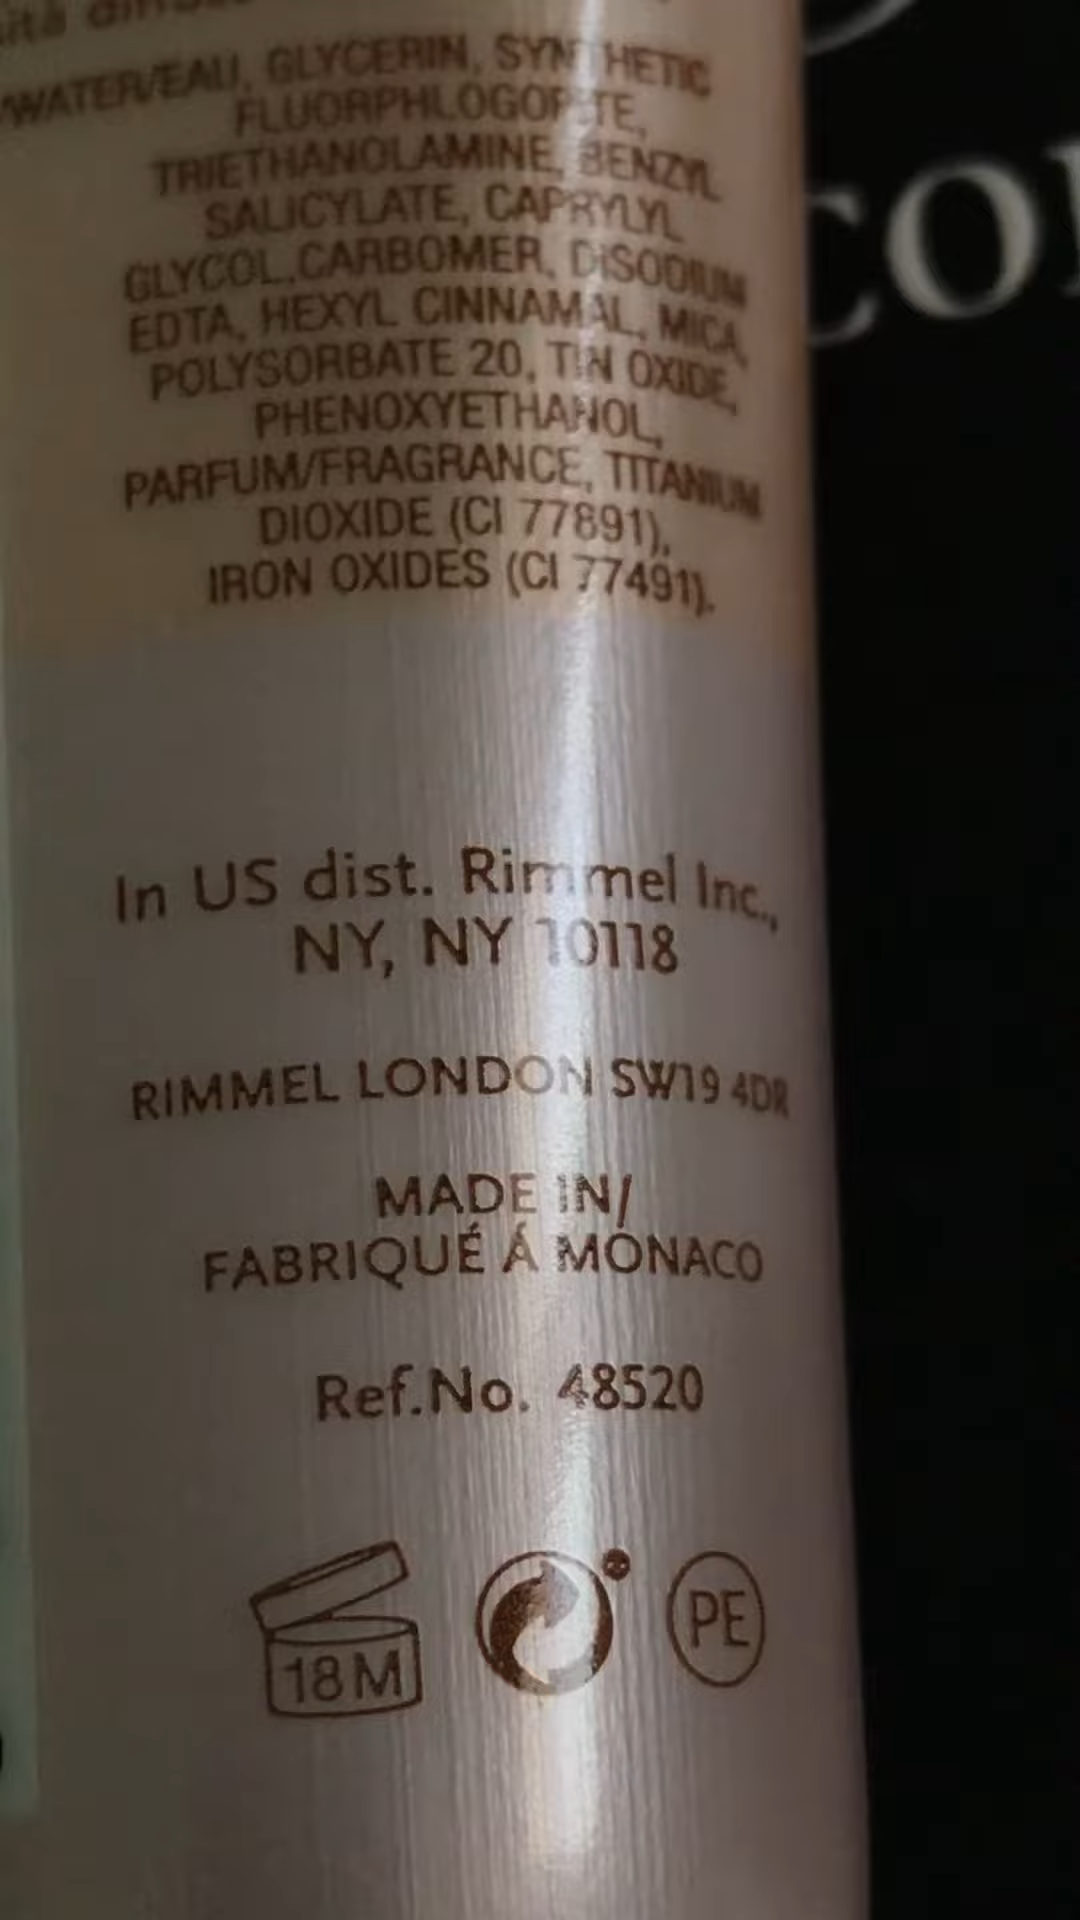 WATER/EAU, GLYCERIN, SYNTHETIC
FLUORPHLOGOPITE,
TRIETHANOLAMINE, BENZYL
SALICYLATE, CAPRYLYL
GLYCOL.CARBOMER, DISODIUM
EDTA, HEXYL CINNAMAL, MICA,
POLYSORBATE 20, TIN OXIDE,
PHENOXYETHANOL,
PARFUM/FRAGRANCE, TITANIUM
DIOXIDE (CI 77891),
IRON OXIDES (CI 77491).
In US dist. Rimmel Inc.,
NY, NY 10118
RIMMEL LONDON SW19 4DR
MADE IN/
FABRIQUÉ Á MONACO
Ref.No. 48520
18M
PE
CO